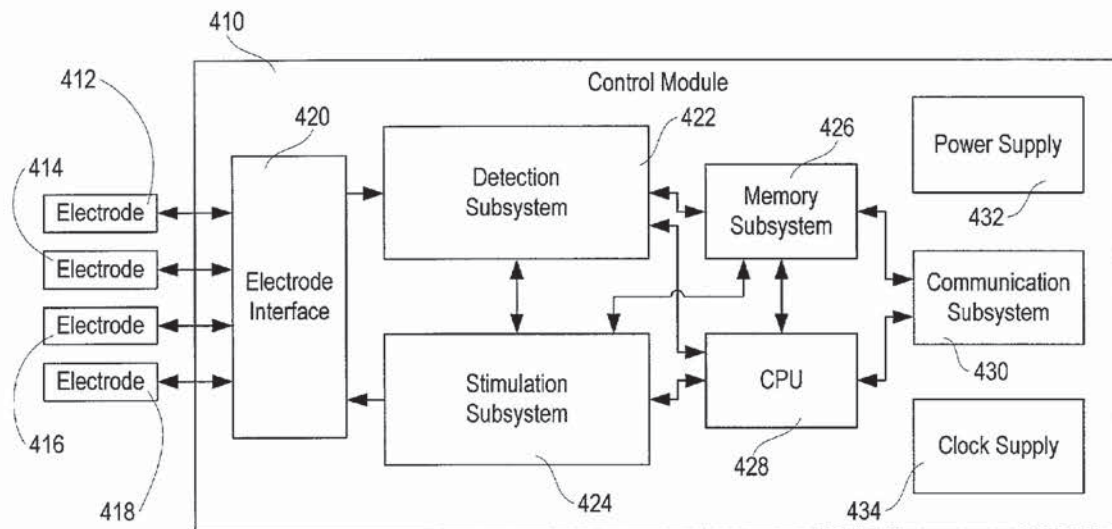 410
Control Module
412
414
416
418
Electrode
Electrode
Electrode
Electrode
420
Electrode
Interface
422
Detection
Subsystem
Stimulation
Subsystem
424
426
Memory
Subsystem
CPU
428
Power Supply
432
Communication
Subsystem
430
Clock Supply
434